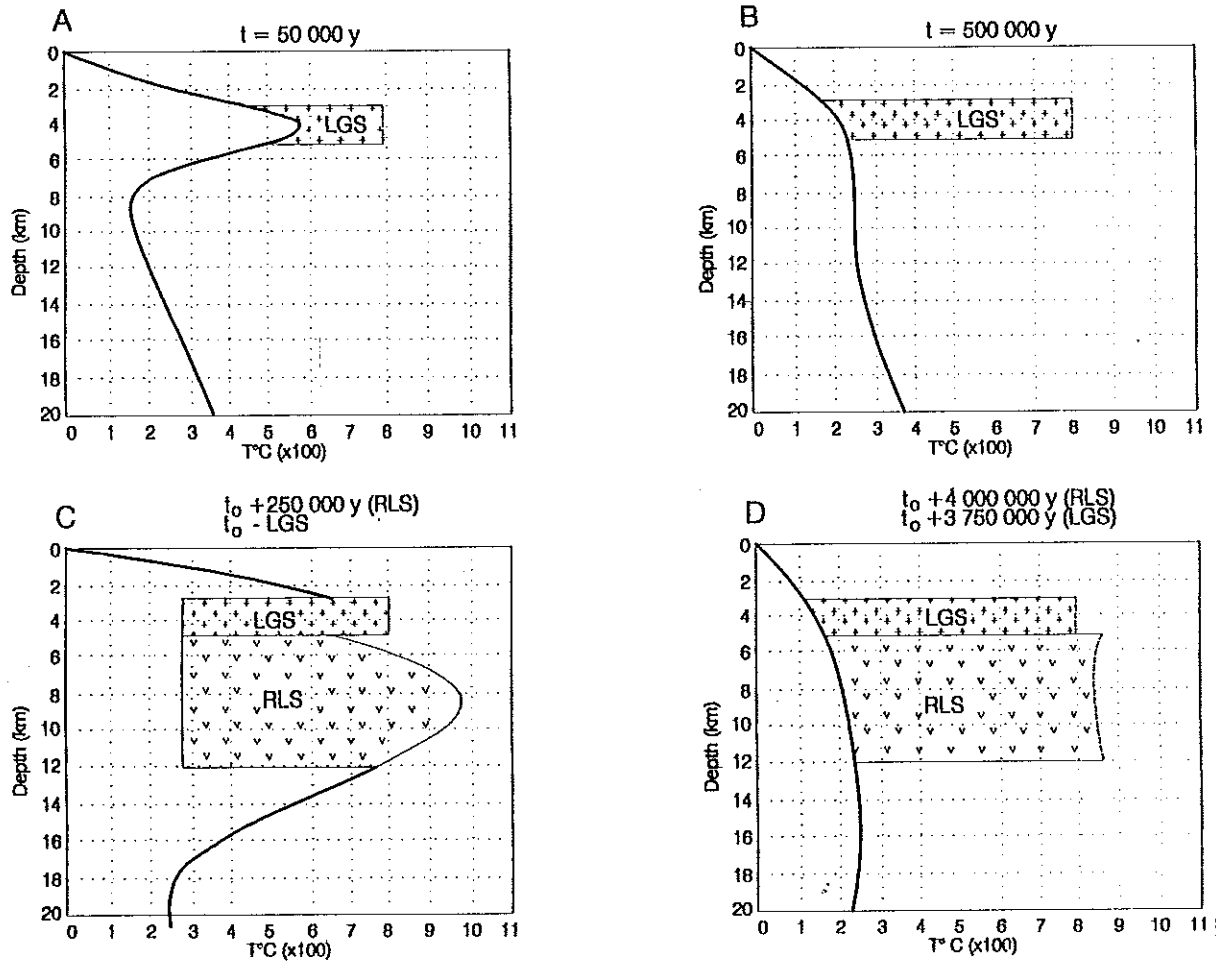 A
t = 50 000 y
0
2
4
6
8
10
12
14
16
18
20
Depth (km)
LGS
0 1 2 3 4 5 6 7 8 9 10 11
T°C (x100)
B
t = 500 000 y
0
2
4
6
8
10
12
14
16
18
20
Depth (km)
LGS
0 1 2 3 4 5 6 7 8 9 10 11
T°C (x100)
C
t₀ +250 000 y (RLS)
t₀ - LGS
0
2
4
6
8
10
12
14
16
18
20
Depth (km)
LGS
RLS
0 1 2 3 4 5 6 7 8 9 10 11
T°C (x100)
D
t₀ +4 000 000 y (RLS)
t₀ +3 750 000 y (LGS)
0
2
4
6
8
10
12
14
16
18
20
Depth (km)
LGS
RLS
0 1 2 3 4 5 6 7 8 9 10 11
T° C (x100)